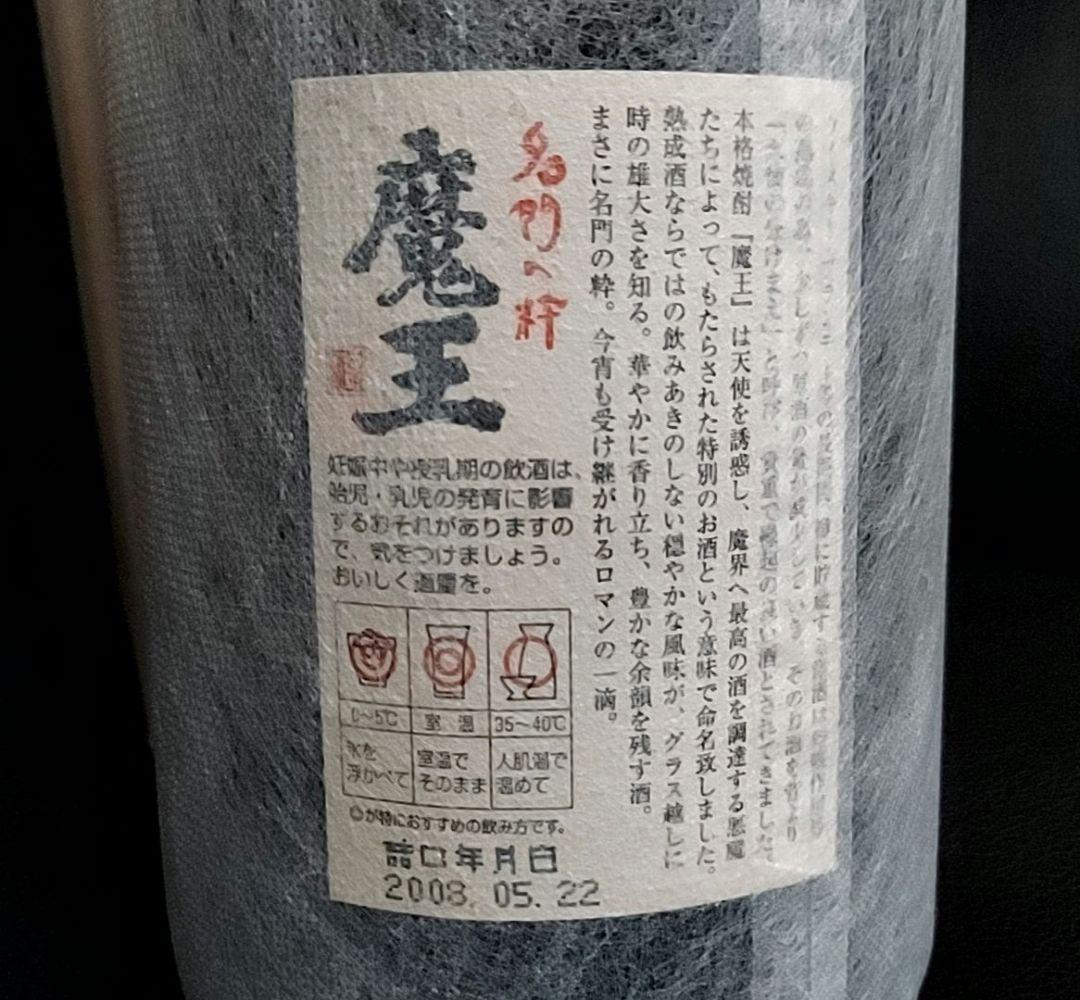 本格焼酎『魔王』は天使を誘惑し、魔界へ最高の酒を調達する悪魔
たちによって、もたらされた特別のお酒という意味で命名致しました。
熟成酒ならではの飲みあきのしない穏やかな風味が、グラス越しに
時の雄大さを知る。華やかに香り立ち、豊かな余韻を残す酒。
まさに名門の粋。今宵も受け継がれるロマンの一滴。
名門の粋
魔王
妊娠中や授乳期の飲酒は、
胎児・乳児の発育に影響
するおそれがありますの
で、気をつけましょう。
おいしく適量を。
0〜5℃ 室温 35〜40℃
氷を
浮かべて
室温で
そのまま
人肌温で
温めて
◎が特におすすめの飲み方です。
詰口年月日
2008. 05. 22